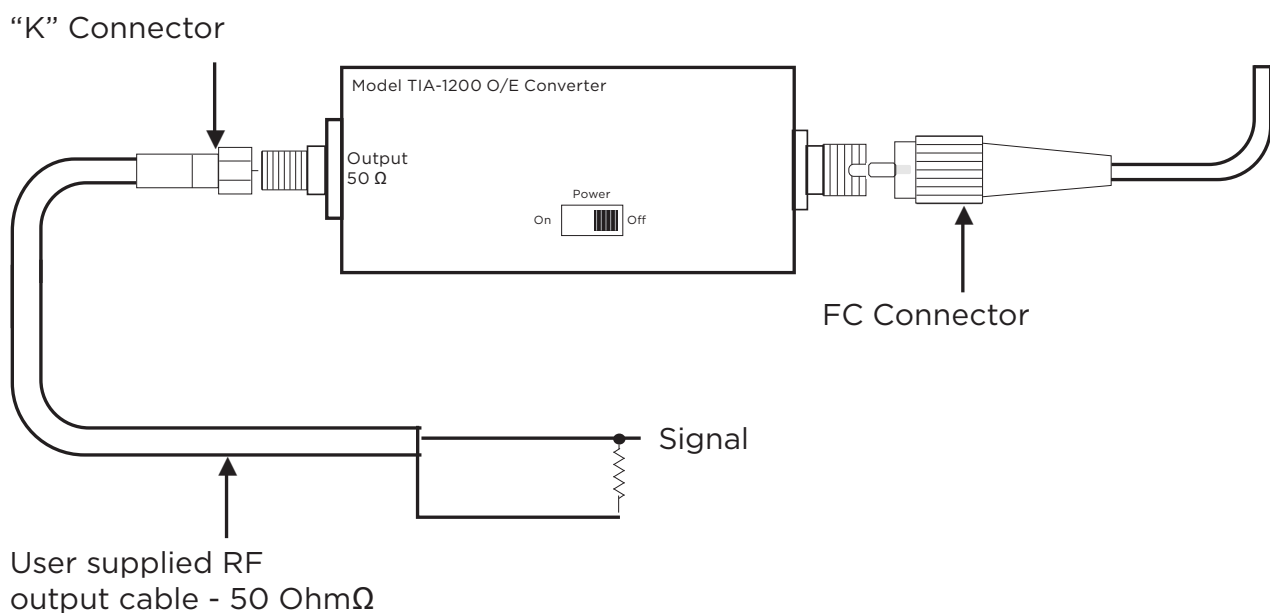 “K” Connector
Model TIA-1200 O/E Converter
Output
50 Ω
Power
On
Off
FC Connector
Signal
User supplied RF
output cable - 50 OhmΩ